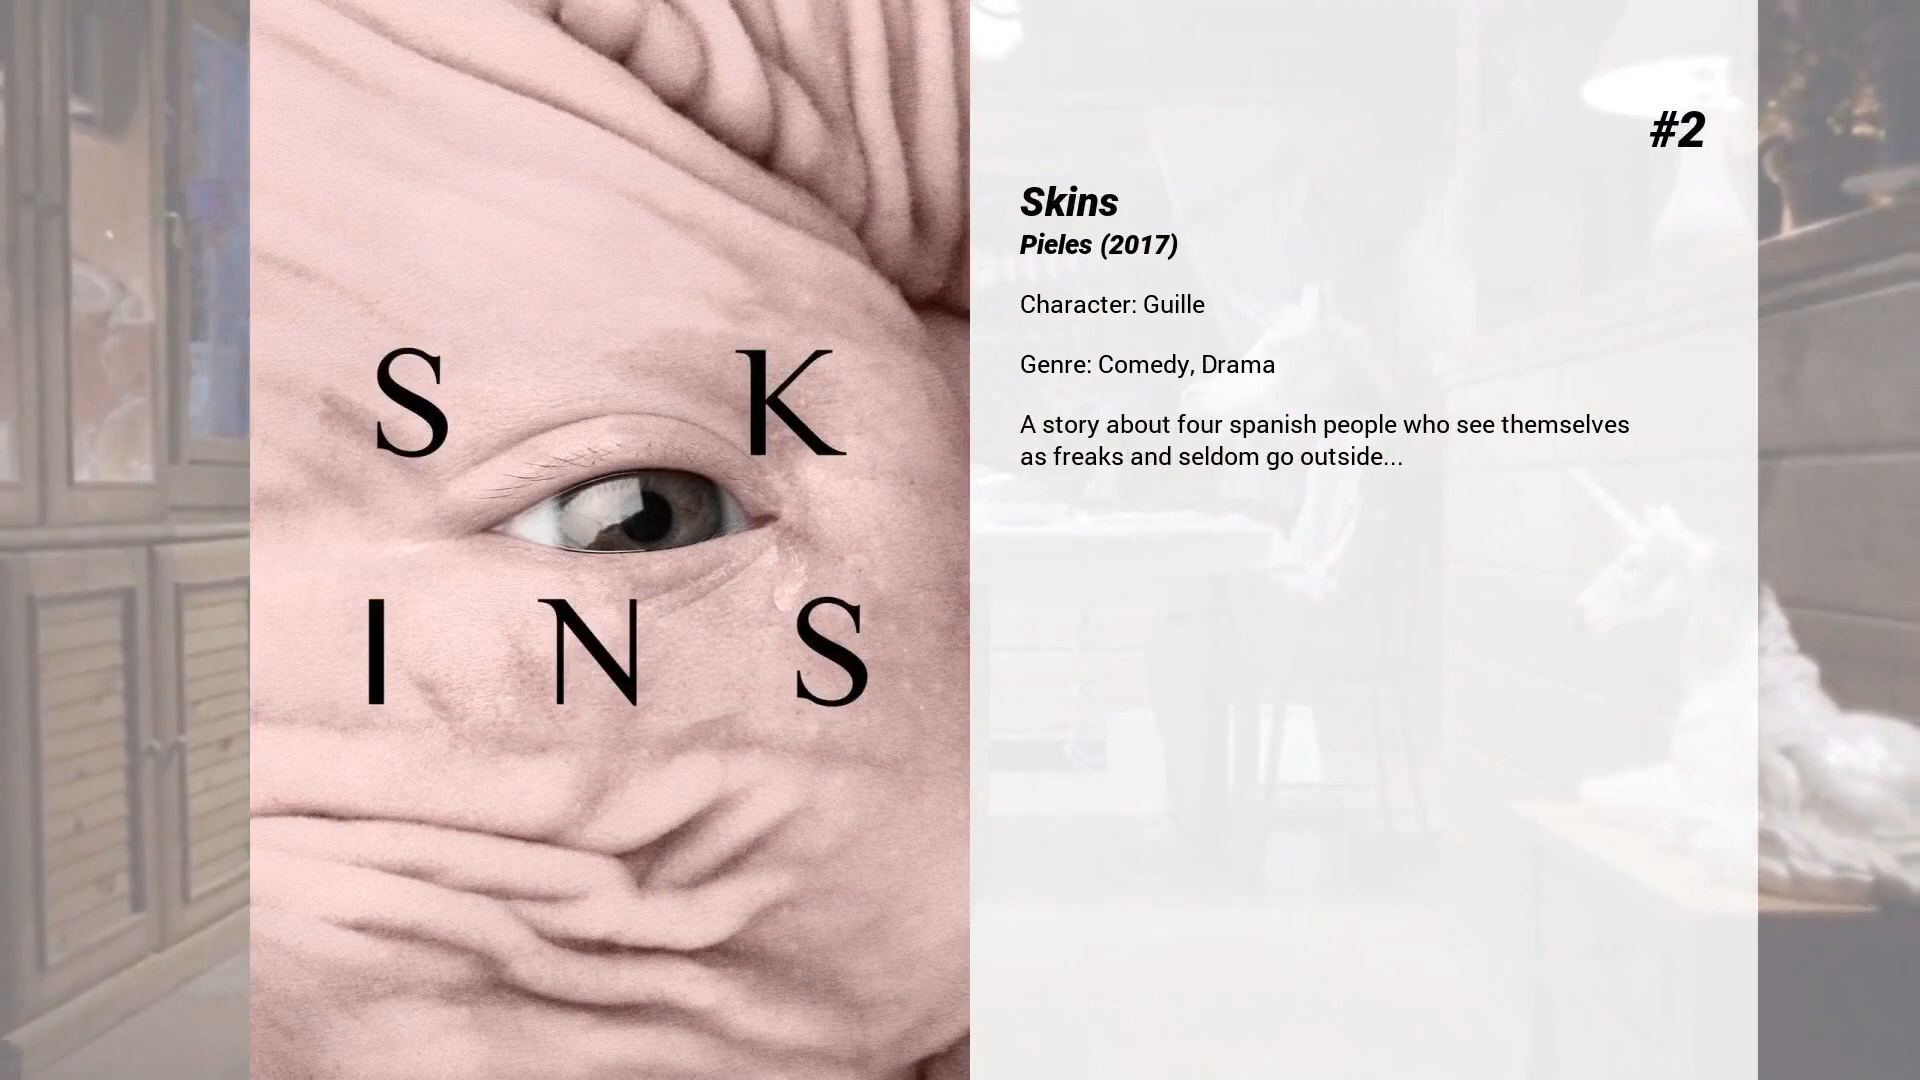 S K
I N S
#2
Skins
Pieles (2017)
Character: Guille
Genre: Comedy, Drama
A story about four spanish people who see themselves
as freaks and seldom go outside...